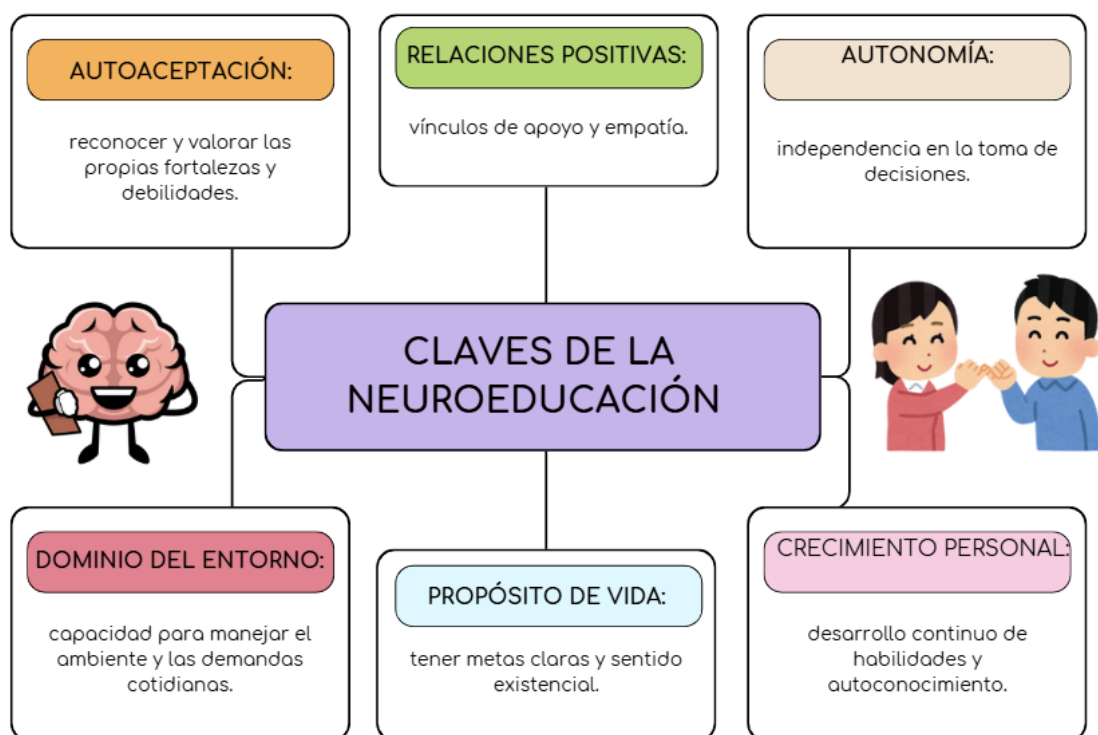 AUTOACEPTACIÓN:
reconocer y valorar las
propias fortalezas y
debilidades.
RELACIONES POSITIVAS:
vínculos de apoyo y empatía.
AUTONOMÍA:
independencia en la toma de
decisiones.
CLAVES DE LA
NEUROEDUCACIÓN
DOMINIO DEL ENTORNO:
capacidad para manejar el
ambiente y las demandas
cotidianas.
PROPÓSITO DE VIDA:
tener metas claras y sentido
existencial.
CRECIMIENTO PERSONAL:
desarrollo continuo de
habilidades y
autoconocimiento.